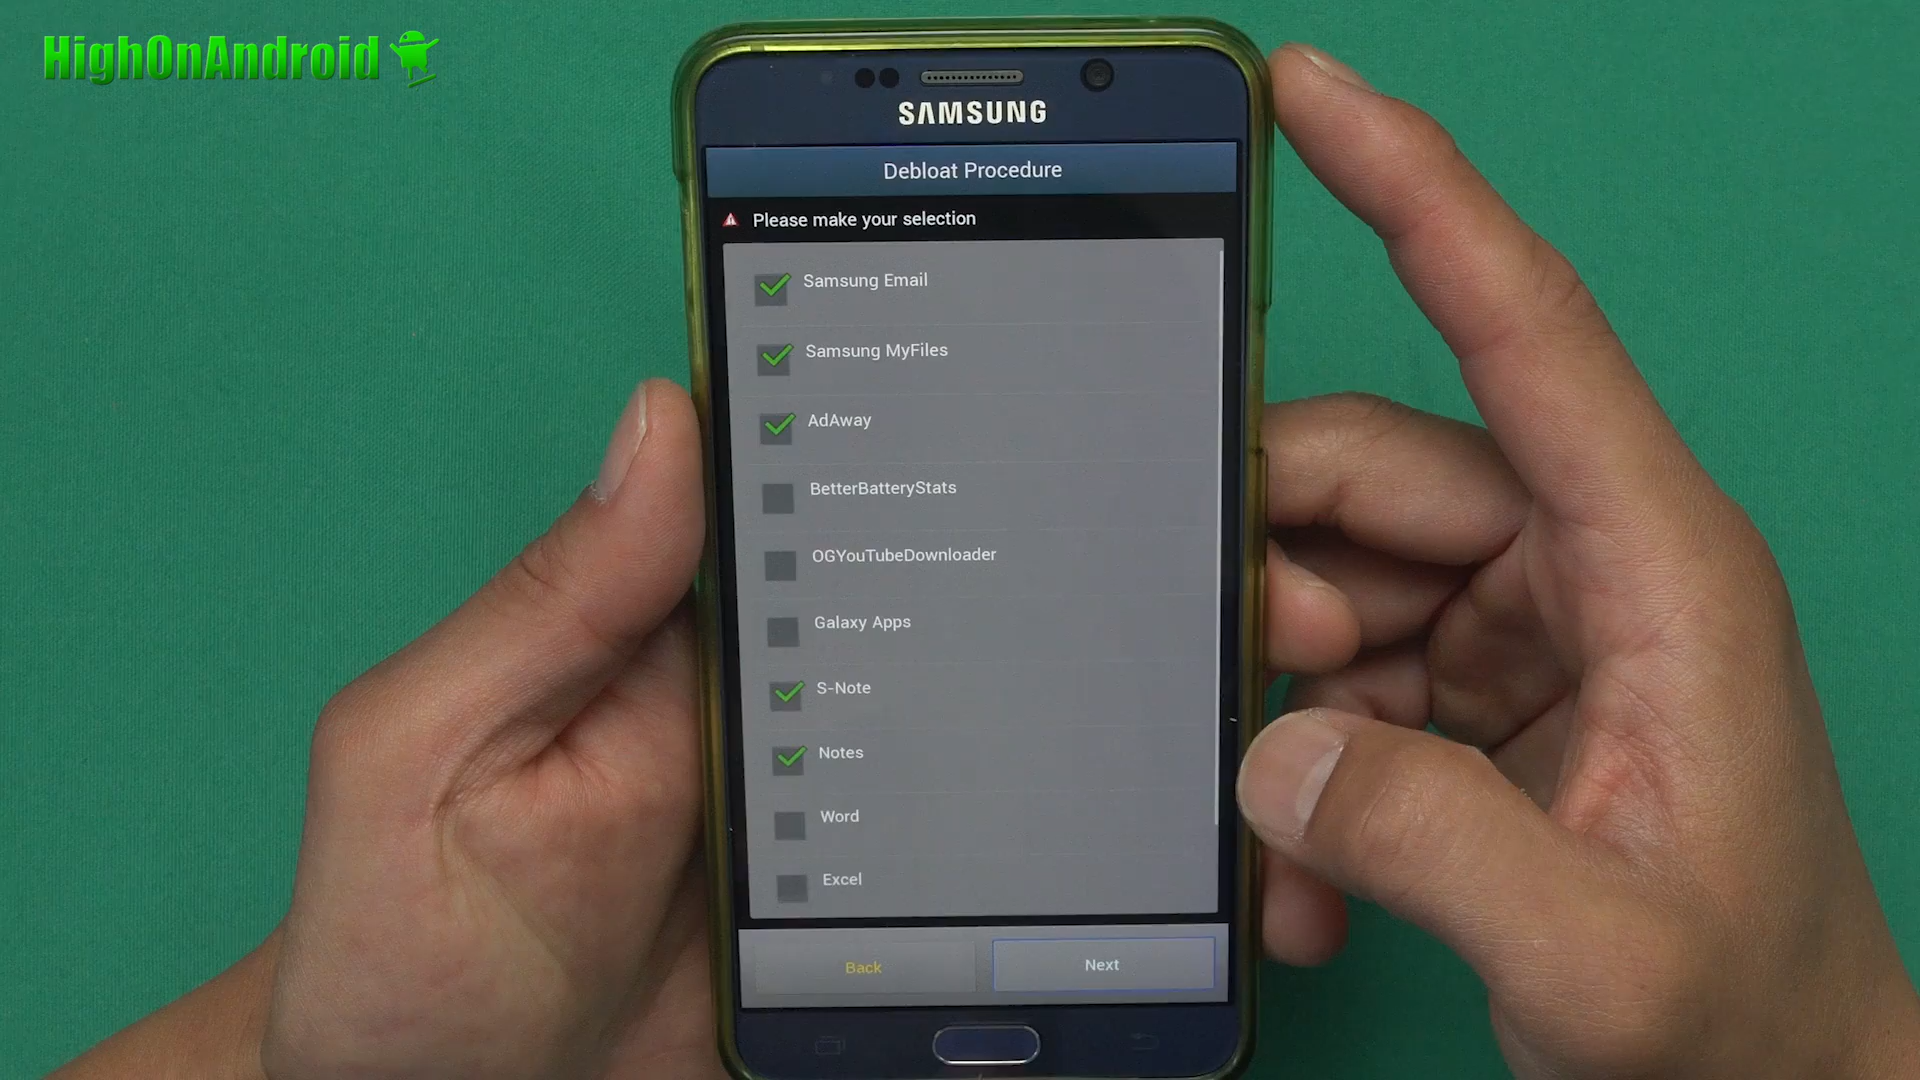 HighOnAndroid
SAMSUNG
Debloat Procedure
Please make your selection
Samsung Email
Samsung MyFiles
AdAway
BetterBatteryStats
OGYouTubeDownloader
Galaxy Apps
S-Note
Notes
Word
Excel
Back
Next